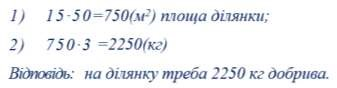 1) 15·50=750(м²) площа ділянки;
2) 750·3 =2250(кг)
Відповідь: на ділянку треба 2250 кг добрива.